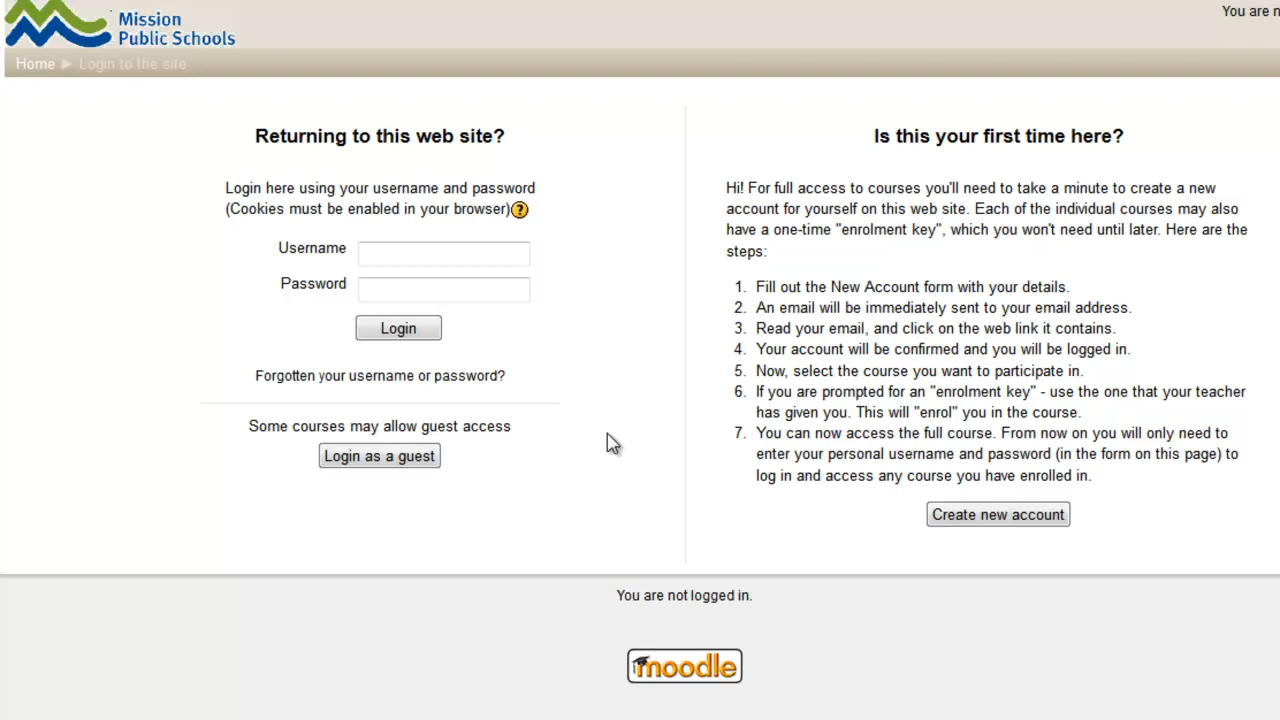 Mission
Public Schools
You are n
Home ► Login to the site
Returning to this web site?
Login here using your username and password
(Cookies must be enabled in your browser)?
Username
Password
Login
Forgotten your username or password?
Some courses may allow guest access
Login as a guest
Is this your first time here?
Hi! For full access to courses you'll need to take a minute to create a new
account for yourself on this web site. Each of the individual courses may also
have a one-time "enrolment key", which you won't need until later. Here are the
steps:
1. Fill out the New Account form with your details.
2. An email will be immediately sent to your email address.
3. Read your email, and click on the web link it contains.
4. Your account will be confirmed and you will be logged in.
5. Now, select the course you want to participate in.
6. If you are prompted for an "enrolment key" - use the one that your teacher
has given you. This will "enrol" you in the course.
7. You can now access the full course. From now on you will only need to
enter your personal username and password (in the form on this page) to
log in and access any course you have enrolled in.
Create new account
You are not logged in.
moodle